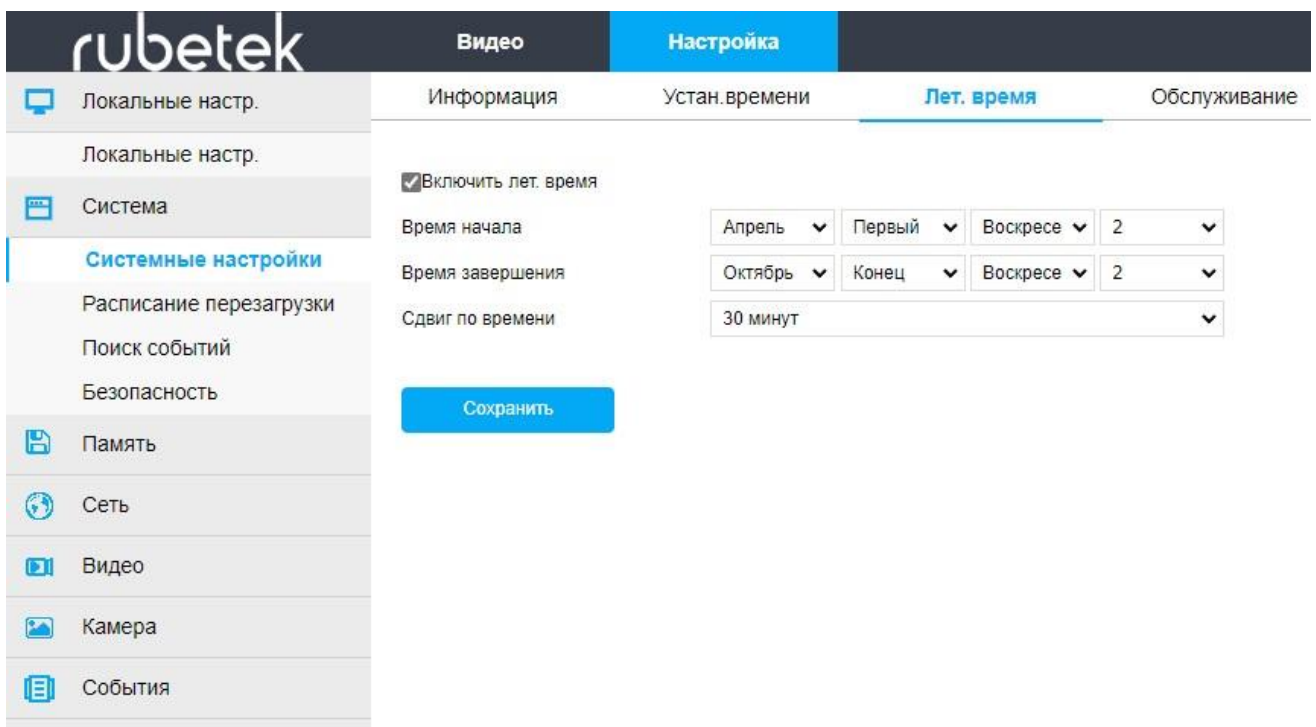 rubetek
Видео
Настройка
Локальные настр.
Локальные настр.
Система
Системные настройки
Расписание перезагрузки
Поиск событий
Безопасность
Память
Сеть
Видео
Камера
События
Информация
Устан.времени
Лет. время
Обслуживание
Включить лет. время
Время начала Апрель Первый Воскресе 2
Время завершения Октябрь Конец Воскресе 2
Сдвиг по времени 30 минут
Сохранить